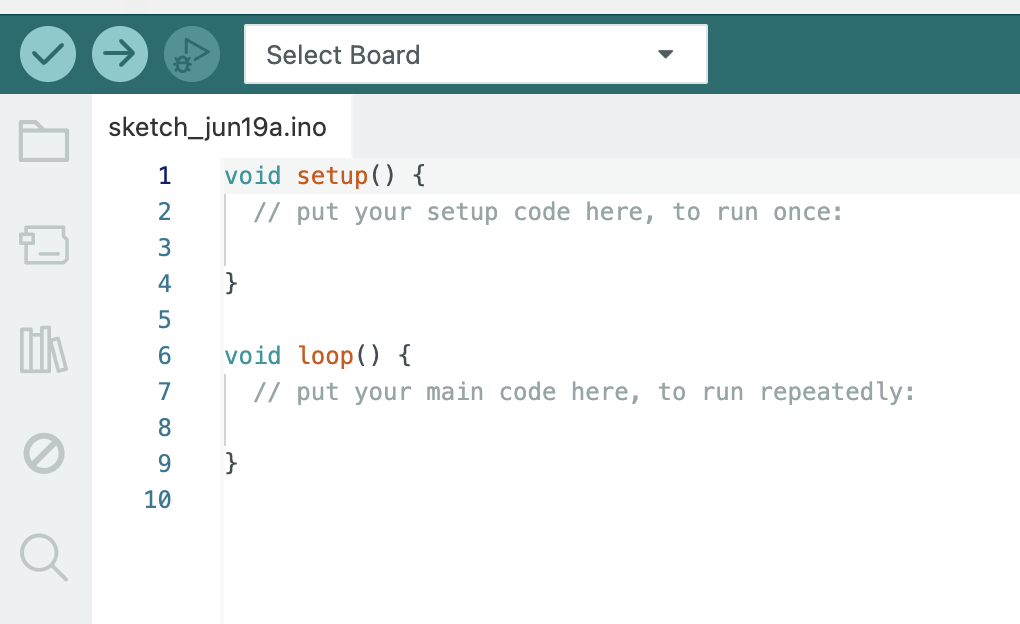 Select Board
sketch_jun19a.ino
1 void setup() {
2   // put your setup code here, to run once:
3
4 }
5
6 void loop() {
7   // put your main code here, to run repeatedly:
8
9 }
10